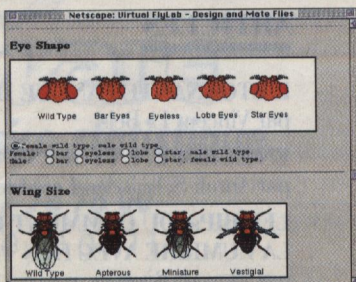 Netscape: Virtual FlyLab - Design and Mate Flies
Eye Shape
Wild Type Bar Eyes Eyeless Lobe Eyes Star Eyes
female wild type, male wild type.
Female: bar eyeless lobe star, male wild type.
Male: bar eyeless lobe star, female wild type.
Wing Size
Wild Type Apterous Miniature Vestigial